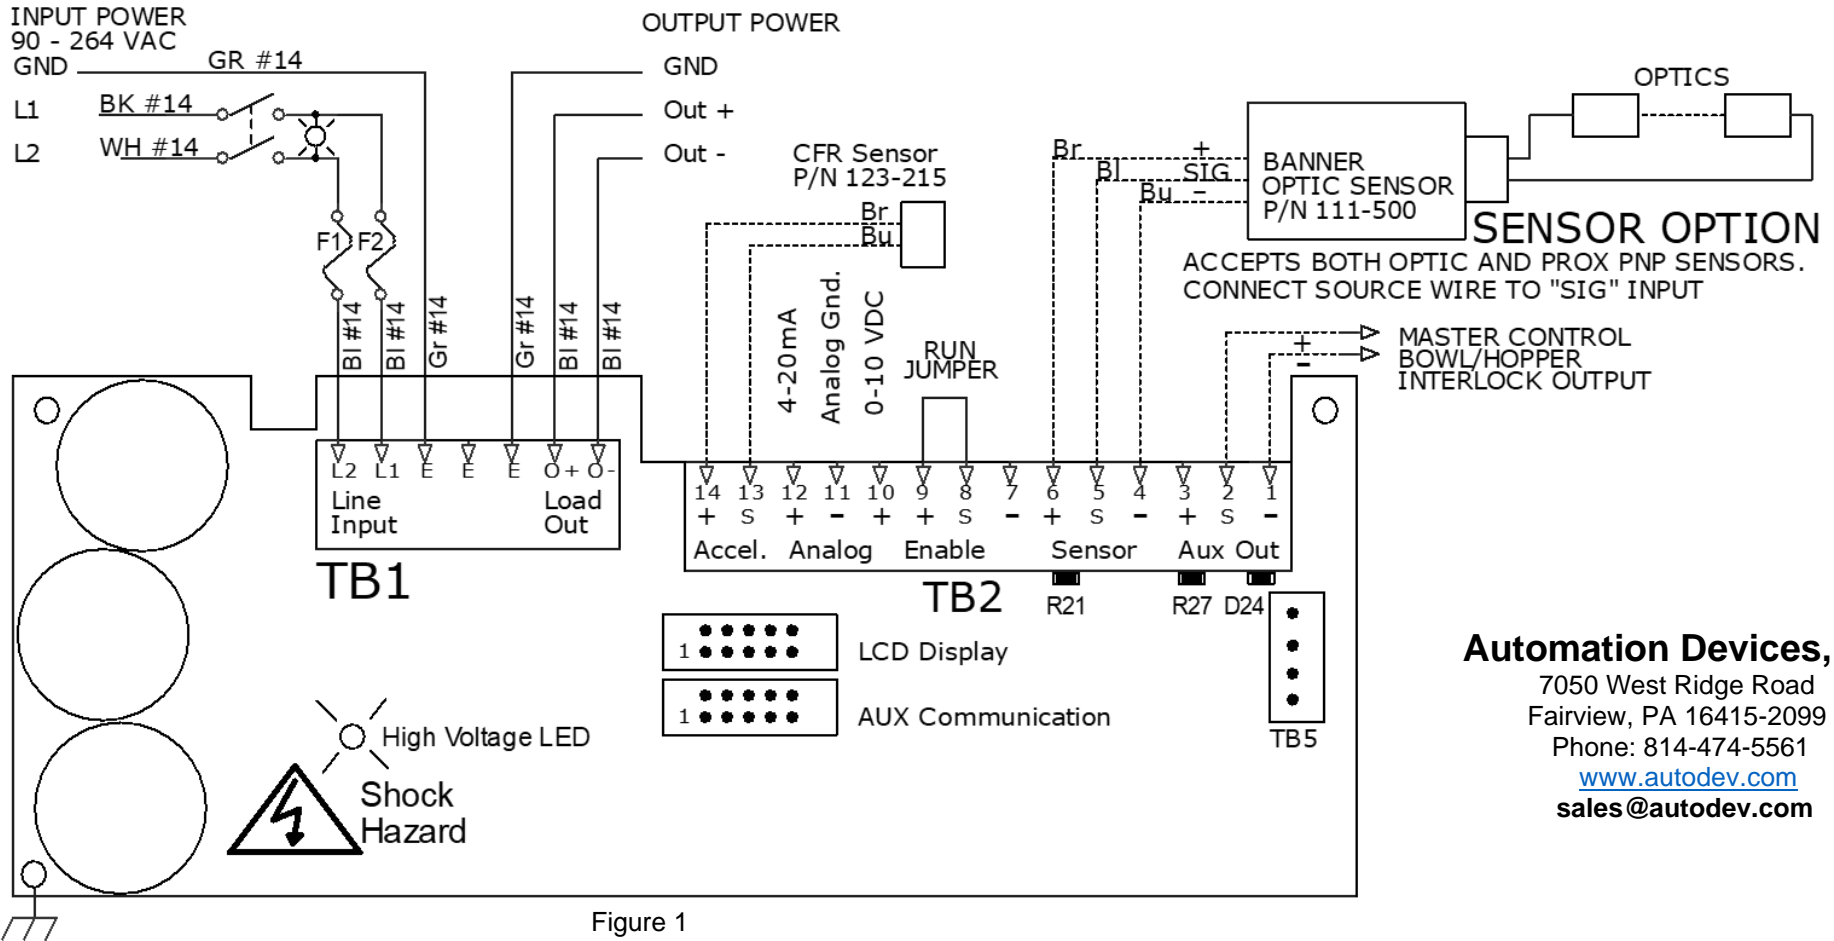 INPUT POWER
90 - 264 VAC
GND
GR #14
L1
BK #14
L2
WH #14
F1
F2
Bl #14
Bl #14
Gr #14
Gr #14
Bl #14
Bl #14
OUTPUT POWER
GND
Out +
Out -
CFR Sensor
P/N 123-215
Br
Bu
4-20mA
Analog Gnd.
0-10 VDC
RUN
JUMPER
Br
Bl
Bu
+
SIG
-
BANNER
OPTIC SENSOR
P/N 111-500
OPTICS
SENSOR OPTION
ACCEPTS BOTH OPTIC AND PROX PNP SENSORS.
CONNECT SOURCE WIRE TO "SIG" INPUT
+
-
MASTER CONTROL
BOWL/HOPPER
INTERLOCK OUTPUT
L2 L1 E E E O+ O-
Line
Input
Load
Out
TB1
14 13 12 11 10 9 8 7 6 5 4 3 2 1
+ S + - + + S - + S - + S -
Accel. Analog Enable Sensor Aux Out
TB2
R21
R27 D24
TB5
1
LCD Display
1
AUX Communication
High Voltage LED
Shock
Hazard
Automation Devices,
7050 West Ridge Road
Fairview, PA 16415-2099
Phone: 814-474-5561
www.autodev.com
sales@autodev.com
Figure 1